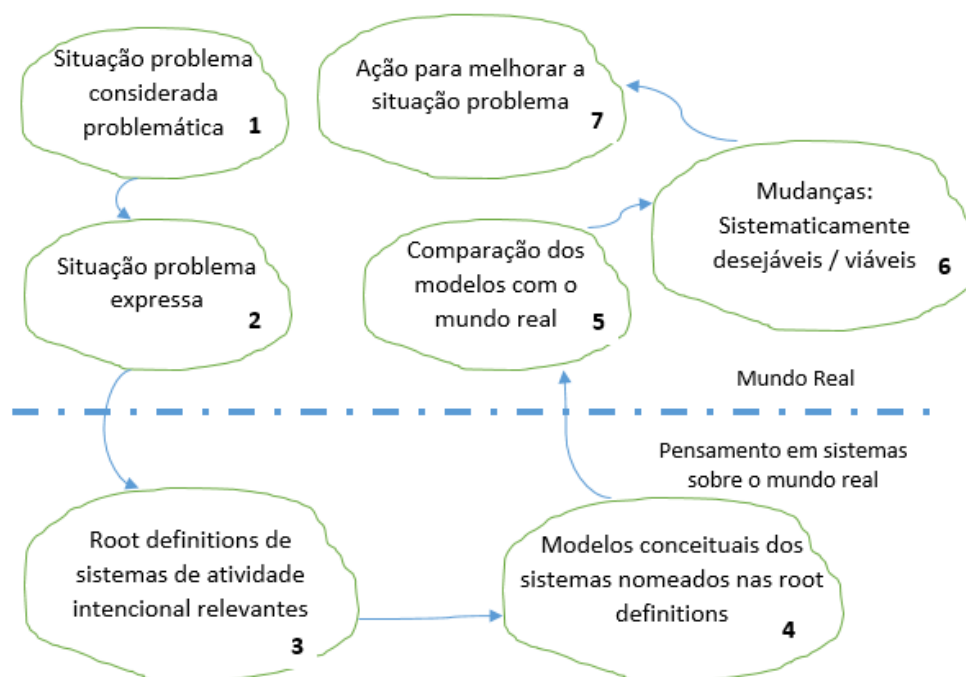 Situação problema
considerada
problemática 1
Situação problema
expressa
2
Root definitions de
sistemas de atividade
intencional relevantes
3
Modelos conceituais dos
sistemas nomeados nas root
definitions
4
Comparação dos
modelos com o
mundo real 5
Mudanças:
Sistematicamente
desejáveis / viáveis 6
Ação para melhorar a
situação problema
7
Mundo Real
Pensamento em sistemas
sobre o mundo real